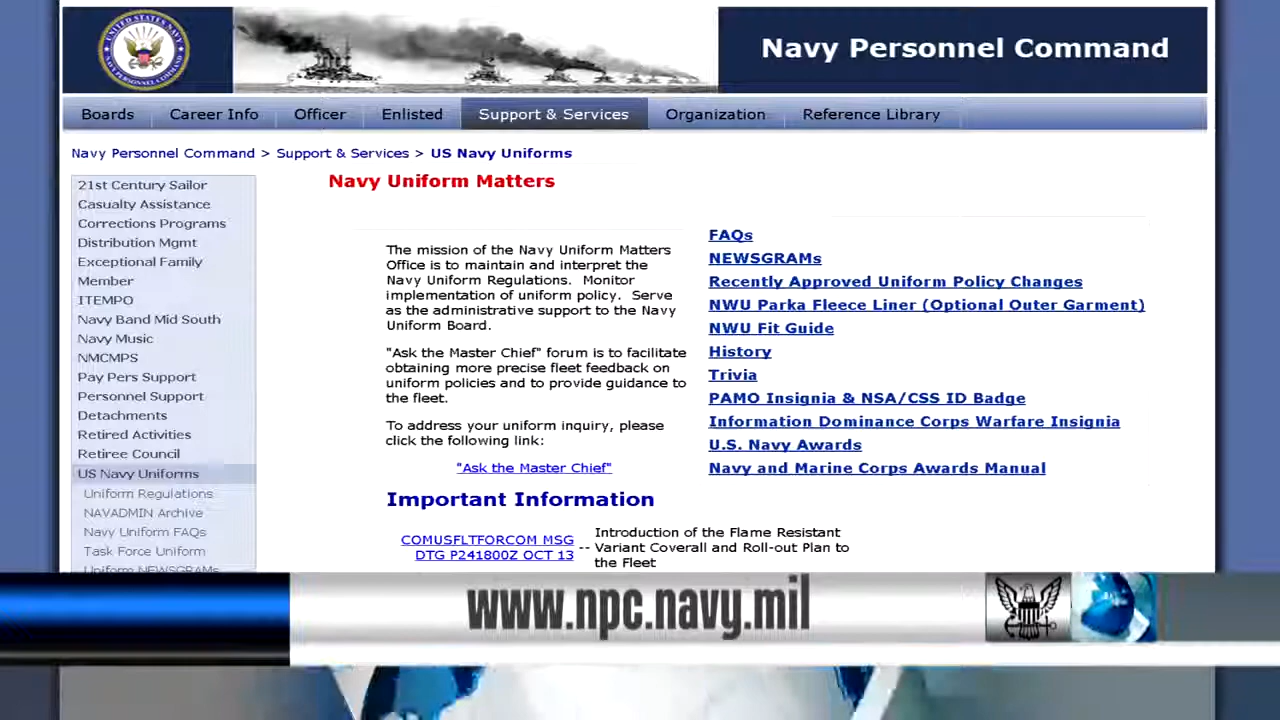 UNITED STATES NAVY
NAVY PERSONNEL COMMAND
Navy Personnel Command
Boards
Career Info
Officer
Enlisted
Support & Services
Organization
Reference Library
Navy Personnel Command > Support & Services > US Navy Uniforms
21st Century Sailor
Casualty Assistance
Corrections Programs
Distribution Mgmt
Exceptional Family
Member
ITEMPO
Navy Band Mid South
Navy Music
NMCMPS
Pay Pers Support
Personnel Support
Detachments
Retired Activities
Retiree Council
US Navy Uniforms
Uniform Regulations
NAVADMIN Archive
Navy Uniform FAQs
Task Force Uniform
Uniform NEWSGRAMs
Navy Uniform Matters
The mission of the Navy Uniform Matters
Office is to maintain and interpret the
Navy Uniform Regulations. Monitor
implementation of uniform policy. Serve
as the administrative support to the Navy
Uniform Board.
"Ask the Master Chief" forum is to facilitate
obtaining more precise fleet feedback on
uniform policies and to provide guidance to
the fleet.
To address your uniform inquiry, please
click the following link:
"Ask the Master Chief"
FAQs
NEWSGRAMs
Recently Approved Uniform Policy Changes
NWU Parka Fleece Liner (Optional Outer Garment)
NWU Fit Guide
History
Trivia
PAMO Insignia & NSA/CSS ID Badge
Information Dominance Corps Warfare Insignia
U.S. Navy Awards
Navy and Marine Corps Awards Manual
Important Information
COMUSFLTFORCOM MSG
DTG P241800Z OCT 13
-- Introduction of the Flame Resistant
Variant Coverall and Roll-out Plan to
the Fleet
www.npc.navy.mil